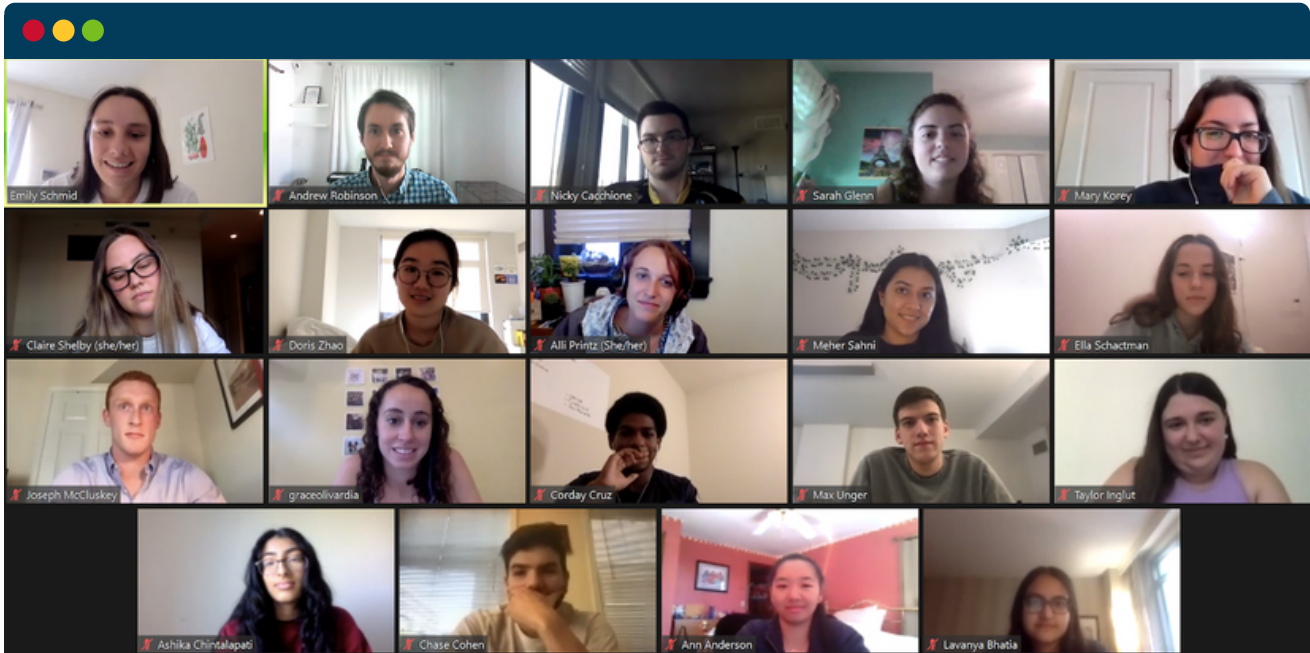 Emily Schmid
Andrew Robinson
Nicky Cacchione
Sarah Glenn
Mary Korey
Claire Shelby (she/her)
Doris Zhao
Alli Printz (She/her)
Meher Sahni
Ella Schactman
Joseph McCluskey
graceolivardia
Corday Cruz
Max Unger
Taylor Inglut
Ashika Chintalapati
Chase Cohen
Ann Anderson
Lavanya Bhatia